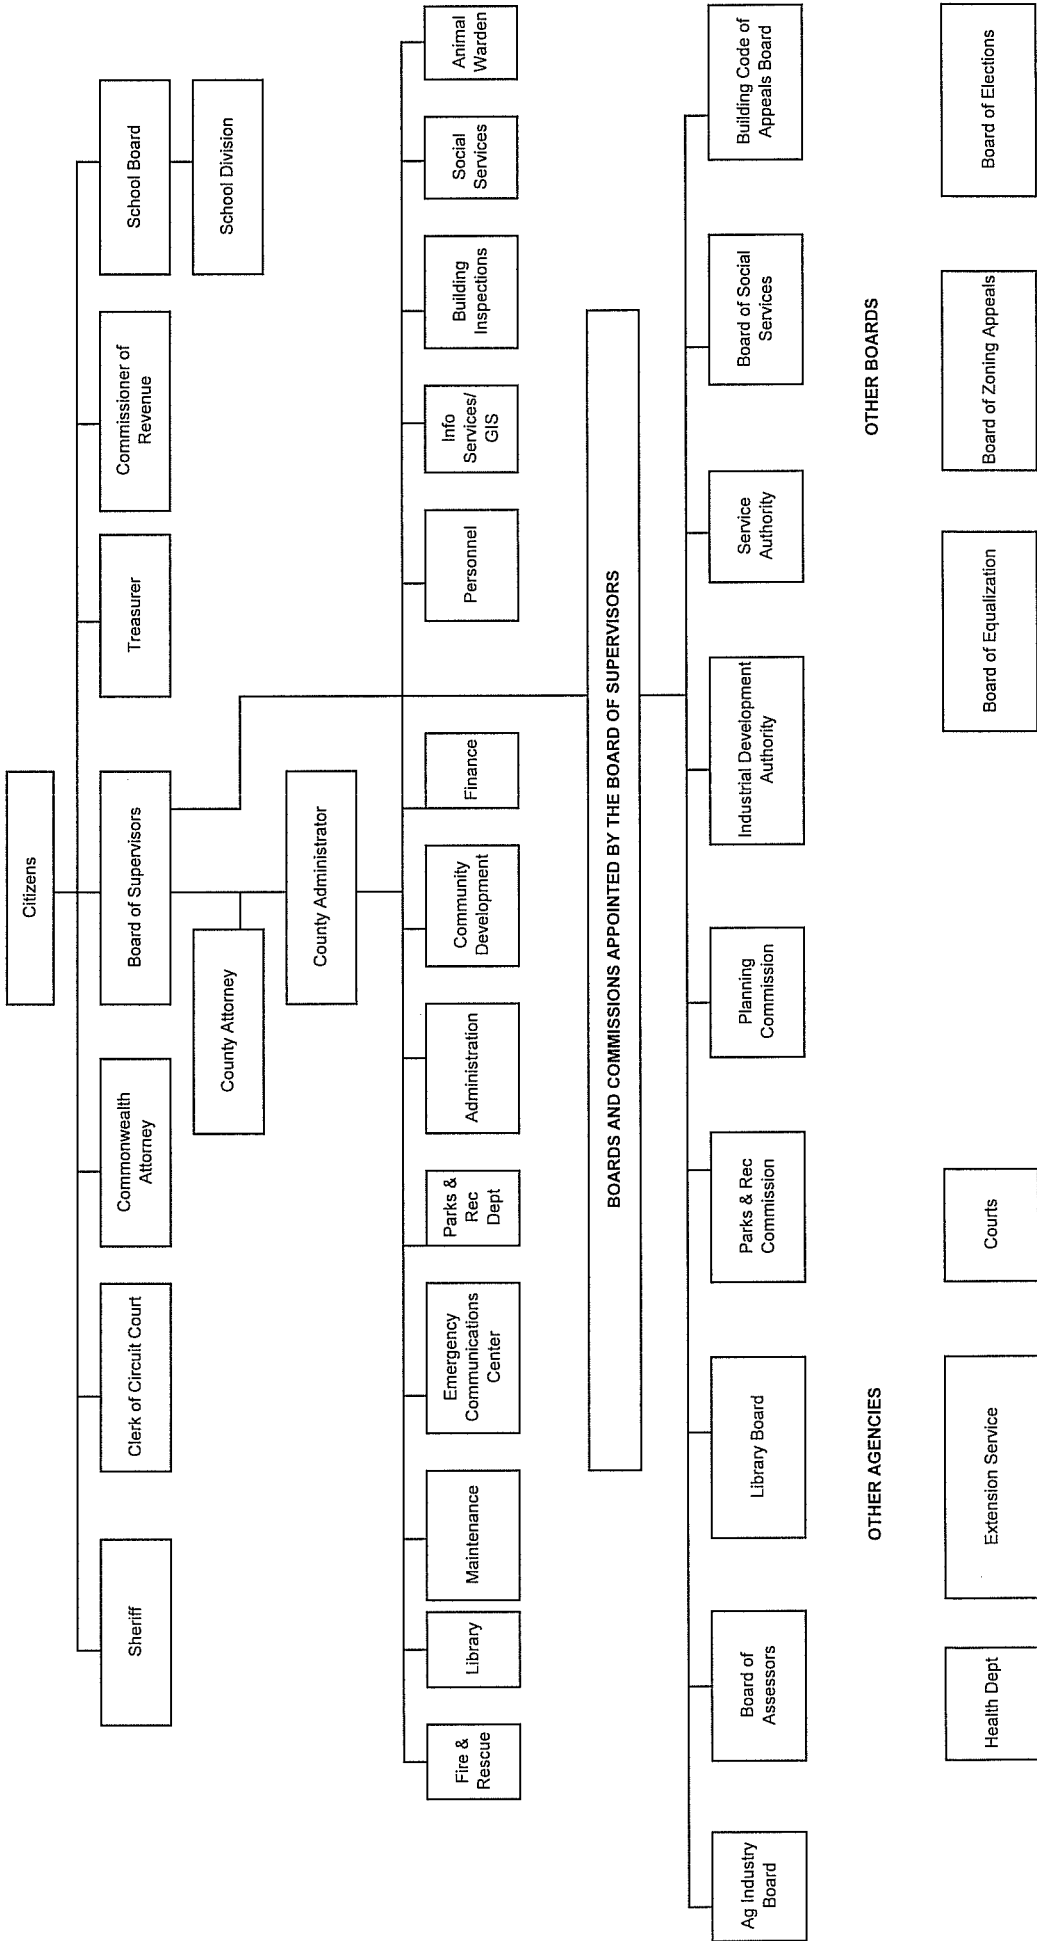 Citizens
Sheriff
Clerk of Circuit Court
Commonwealth
Attorney
Board of Supervisors
Treasurer
Commissioner of
Revenue
School Board
County Attorney
School Division
County Administrator
Fire &
Rescue
Library
Maintenance
Emergency
Communications
Center
Parks &
Rec
Dept
Administration
Community
Development
Finance
Personnel
Info
Services/
GIS
Building
Inspections
Social
Services
Animal
Warden
BOARDS AND COMMISSIONS APPOINTED BY THE BOARD OF SUPERVISORS
Ag Industry
Board
Board of
Assessors
Library Board
Parks & Rec
Commission
Planning
Commission
Industrial Development
Authority
Service
Authority
Board of Social
Services
Building Code of
Appeals Board
OTHER AGENCIES
OTHER BOARDS
Health Dept
Extension Service
Courts
Board of Equalization
Board of Zoning Appeals
Board of Elections